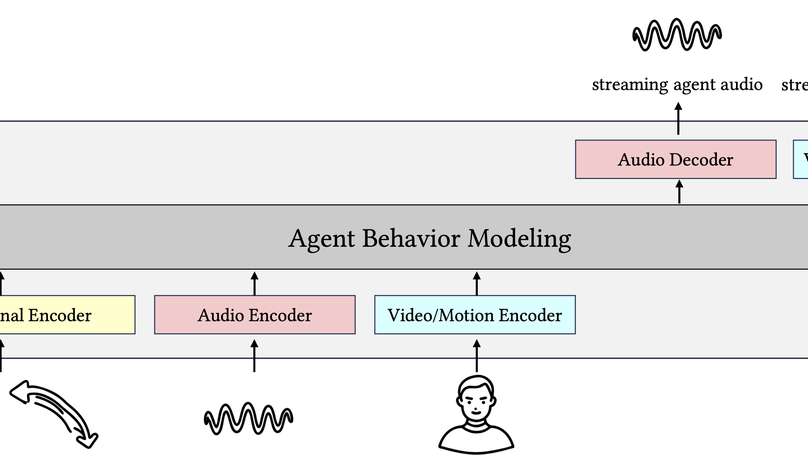 streaming agent audio stre
Audio Decoder
Agent Behavior Modeling
nal Encoder
Audio Encoder
Video/Motion Encoder